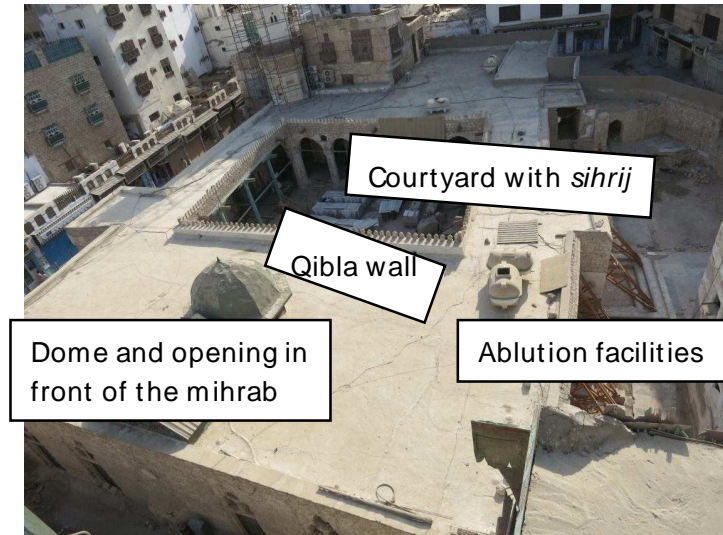 Courtyard with sihrij
Qibla wall
Dome and opening in
front of the mihrab
Ablution facilities